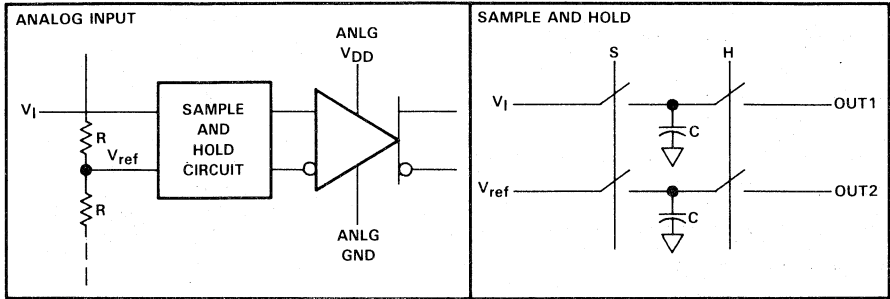 ANALOG INPUT
ANLG
VDD
VI
SAMPLE
AND
HOLD
CIRCUIT
R
Vref
R
ANLG
GND
SAMPLE AND HOLD
S
H
VI
OUT1
C
Vref
OUT2
C